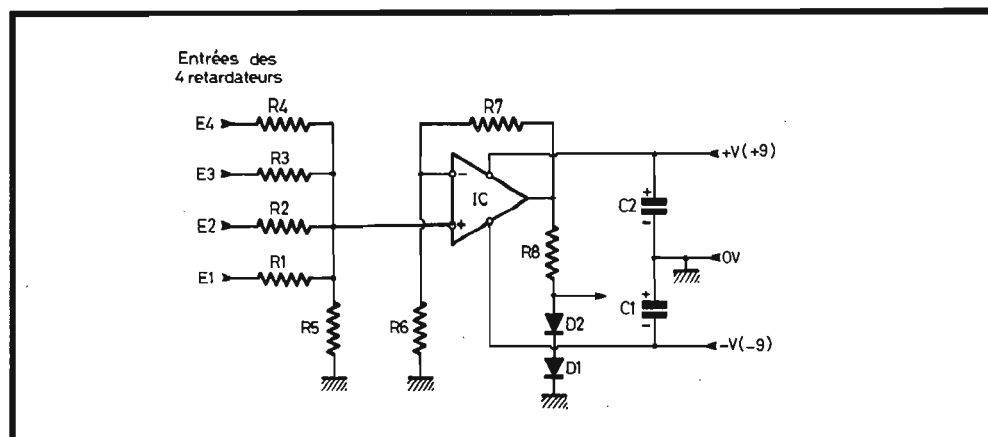 Entrées des
4 retardateurs
R4
R7
E4
+V(+9)
R3
E3
-
IC
+
C2
R2
-
E2
+
R8
0V
R1
E1
+
C1
R5
R6
D2
-
-V(-9)
D1